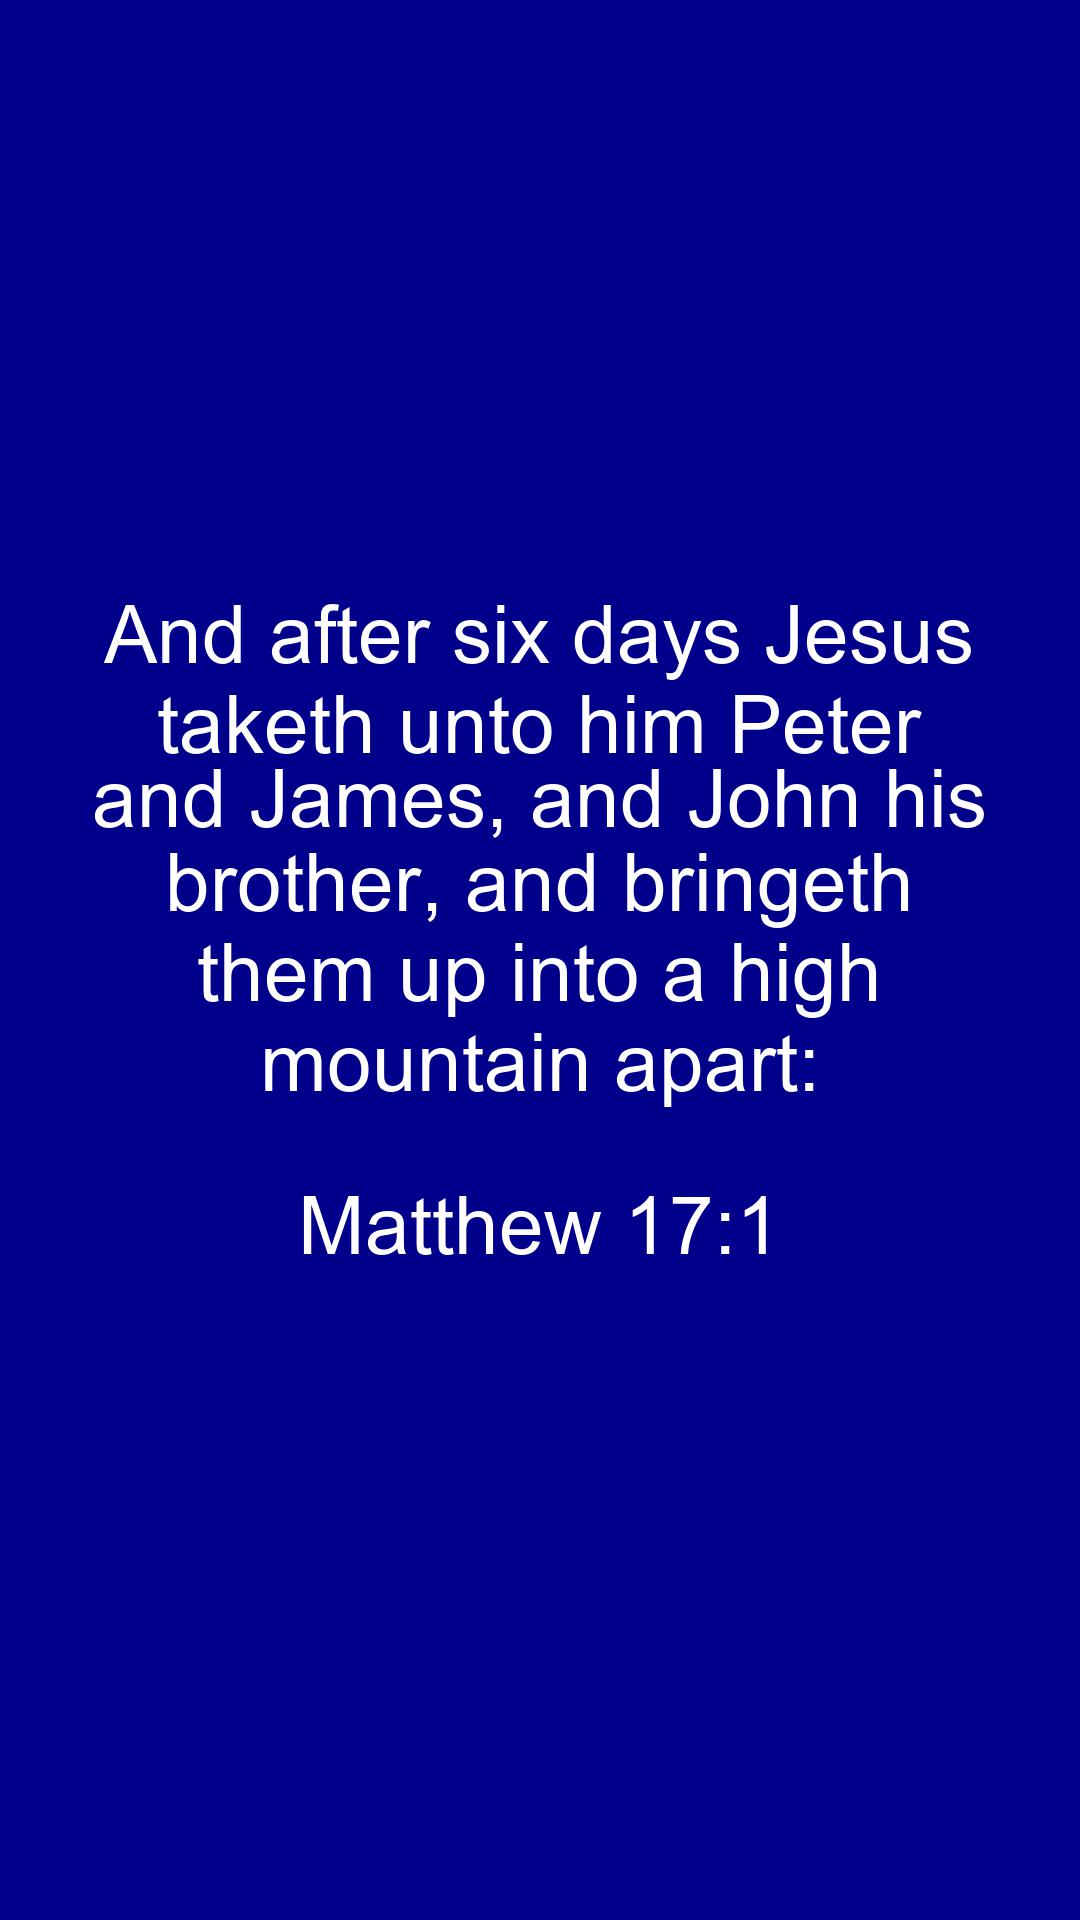 And after six days Jesus
taketh unto him Peter
and James, and John his
brother, and bringeth
them up into a high
mountain apart:
Matthew 17:1